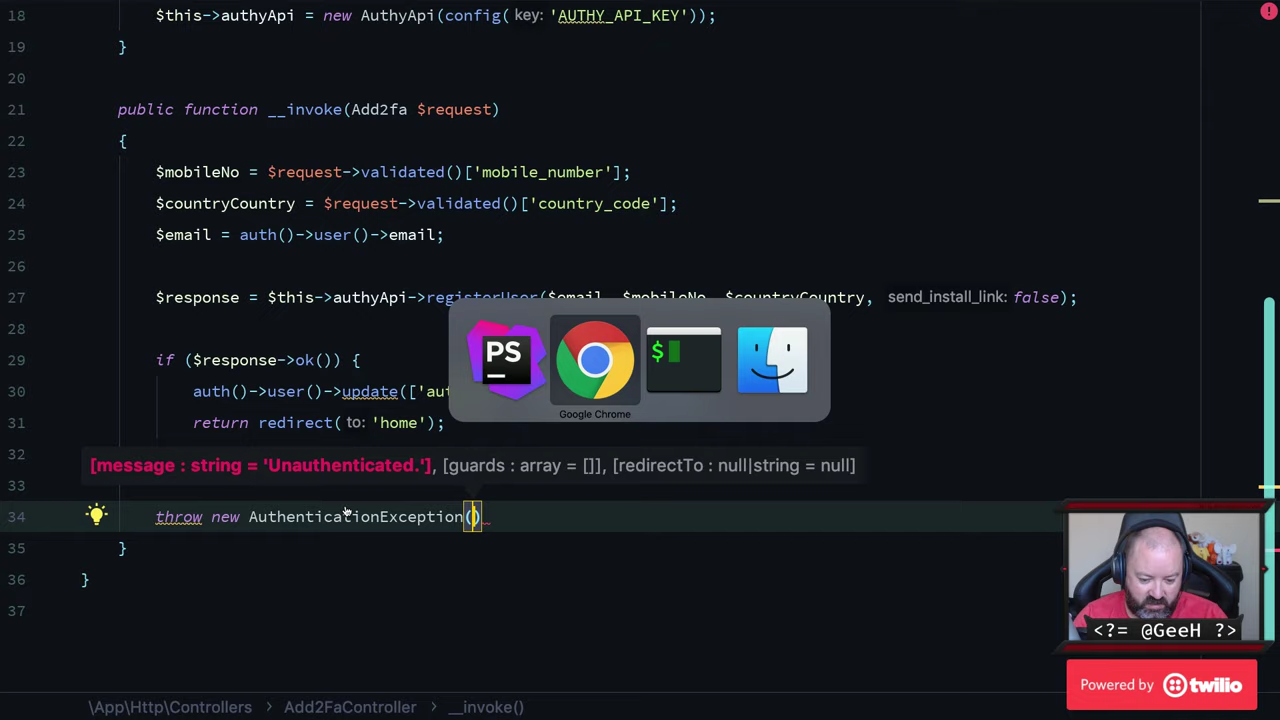 18 $this->authyApi = new AuthyApi(config( key: 'AUTHY_API_KEY'));
19 }
20
21 public function __invoke(Add2fa $request)
22 {
23 $mobileNo = $request->validated()['mobile_number'];
24 $countryCountry = $request->validated()['country_code'];
25 $email = auth()->user()->email;
26
27 $response = $this->authyApi->registerUser($email, $mobileNo, $countryCountry, send_install_link: false);
28
29 if ($response->ok()) {
30 auth()->user()->update(['au
31 return redirect( to: 'home');
32
[message : string = 'Unauthenticated.'], [guards : array = []], [redirectTo : null|string = null]
33
34 throw new AuthenticationException()
35 }
36 }
37
PS
$
Google Chrome
<?= @GeeH ?>
Powered by twilio
\App\Http\Controllers > Add2FaController > __invoke()